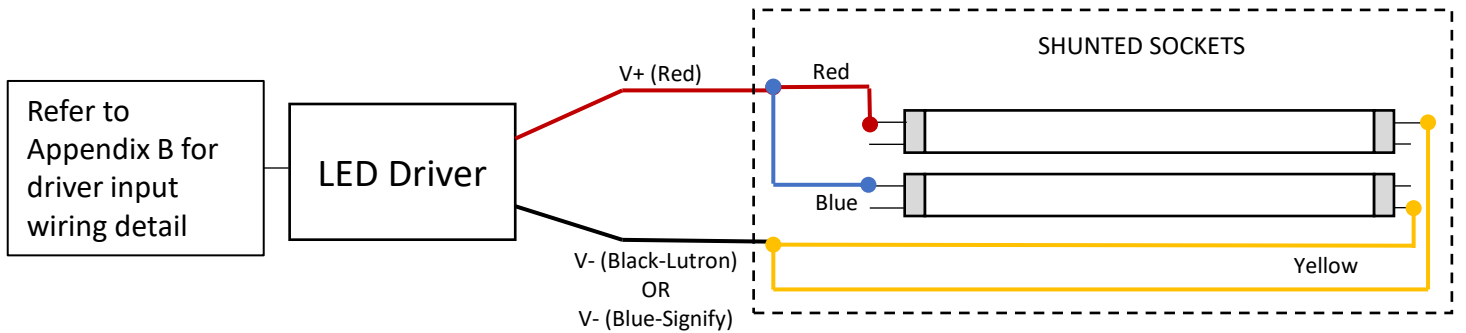 SHUNTED SOCKETS
V+ (Red)
Red
Refer to
Appendix B for
driver input
wiring detail
LED Driver
Blue
V- (Black-Lutron)
OR
V- (Blue-Signify)
Yellow